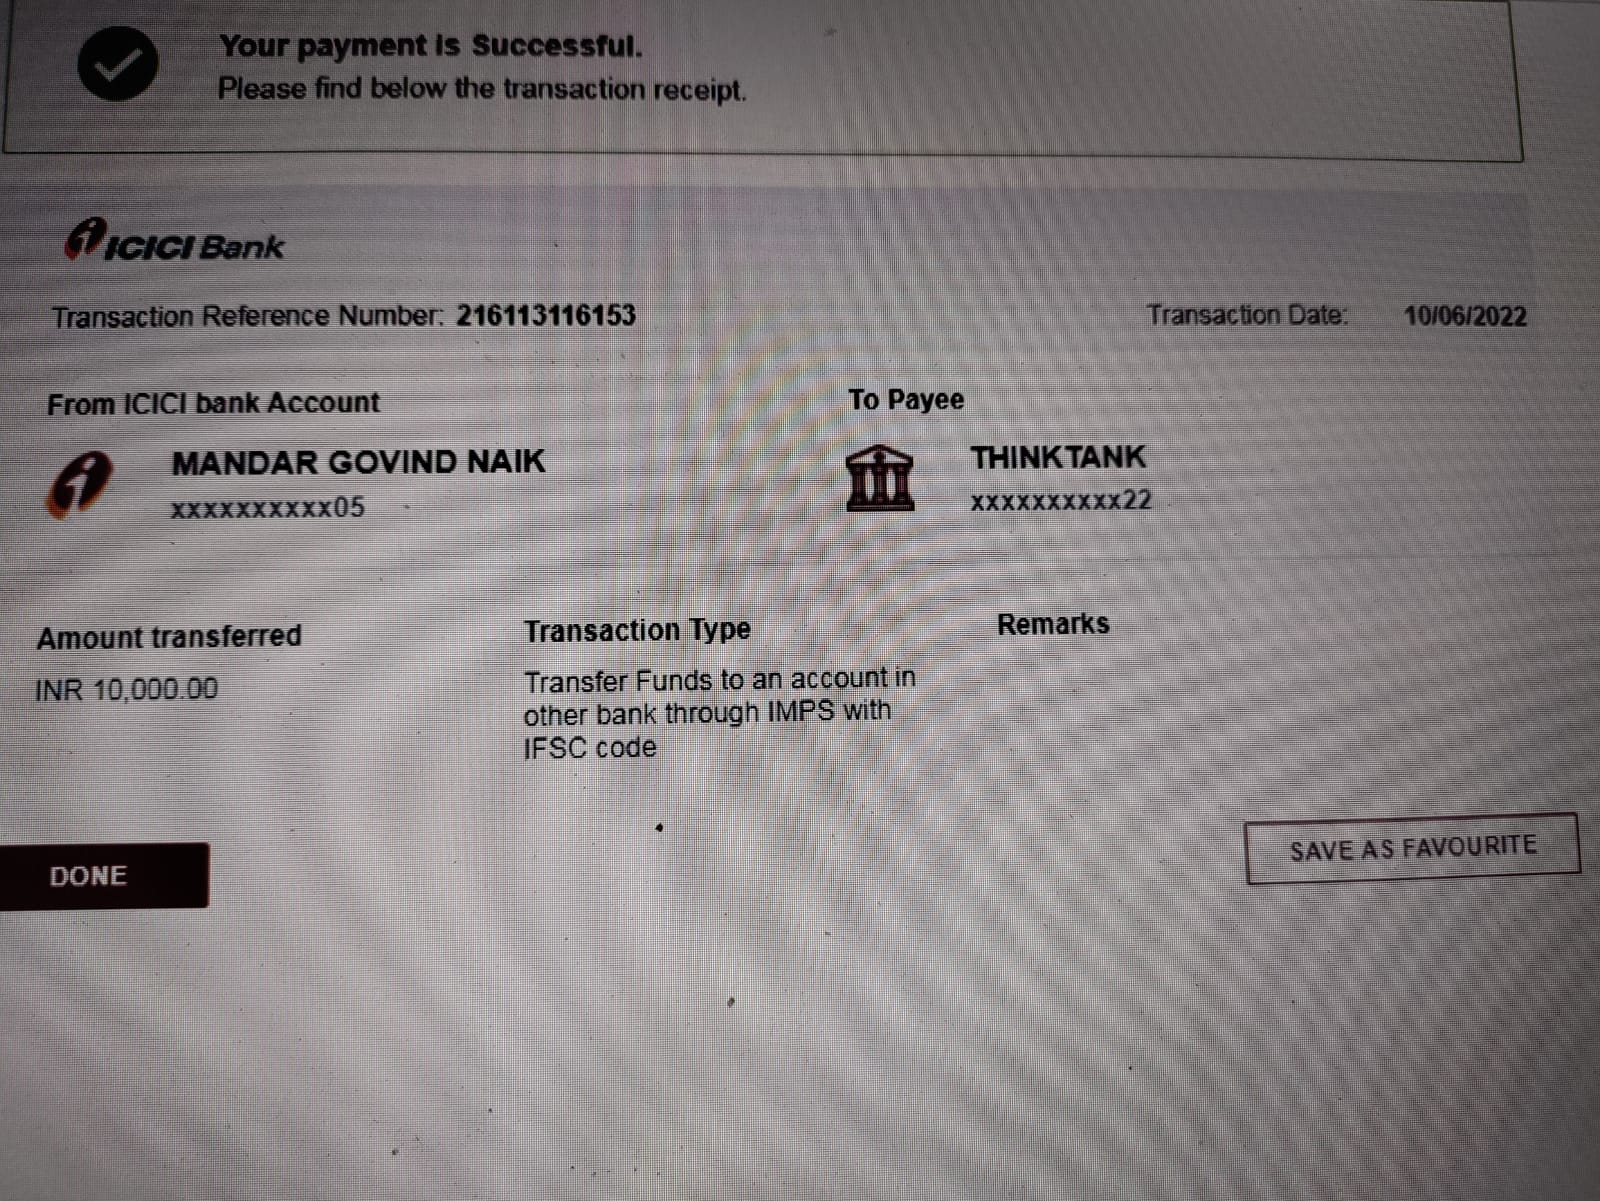 Your payment is Successful.
Please find below the transaction receipt.
ICICI Bank
Transaction Reference Number: 216113116153
Transaction Date: 10/06/2022
From ICICI bank Account
To Payee
MANDAR GOVIND NAIK
xxxxxxxxxx05
THINKTANK
xxxxxxxxxx22
Amount transferred
INR 10,000.00
Transaction Type
Transfer Funds to an account in
other bank through IMPS with
IFSC code
Remarks
DONE
SAVE AS FAVOURITE